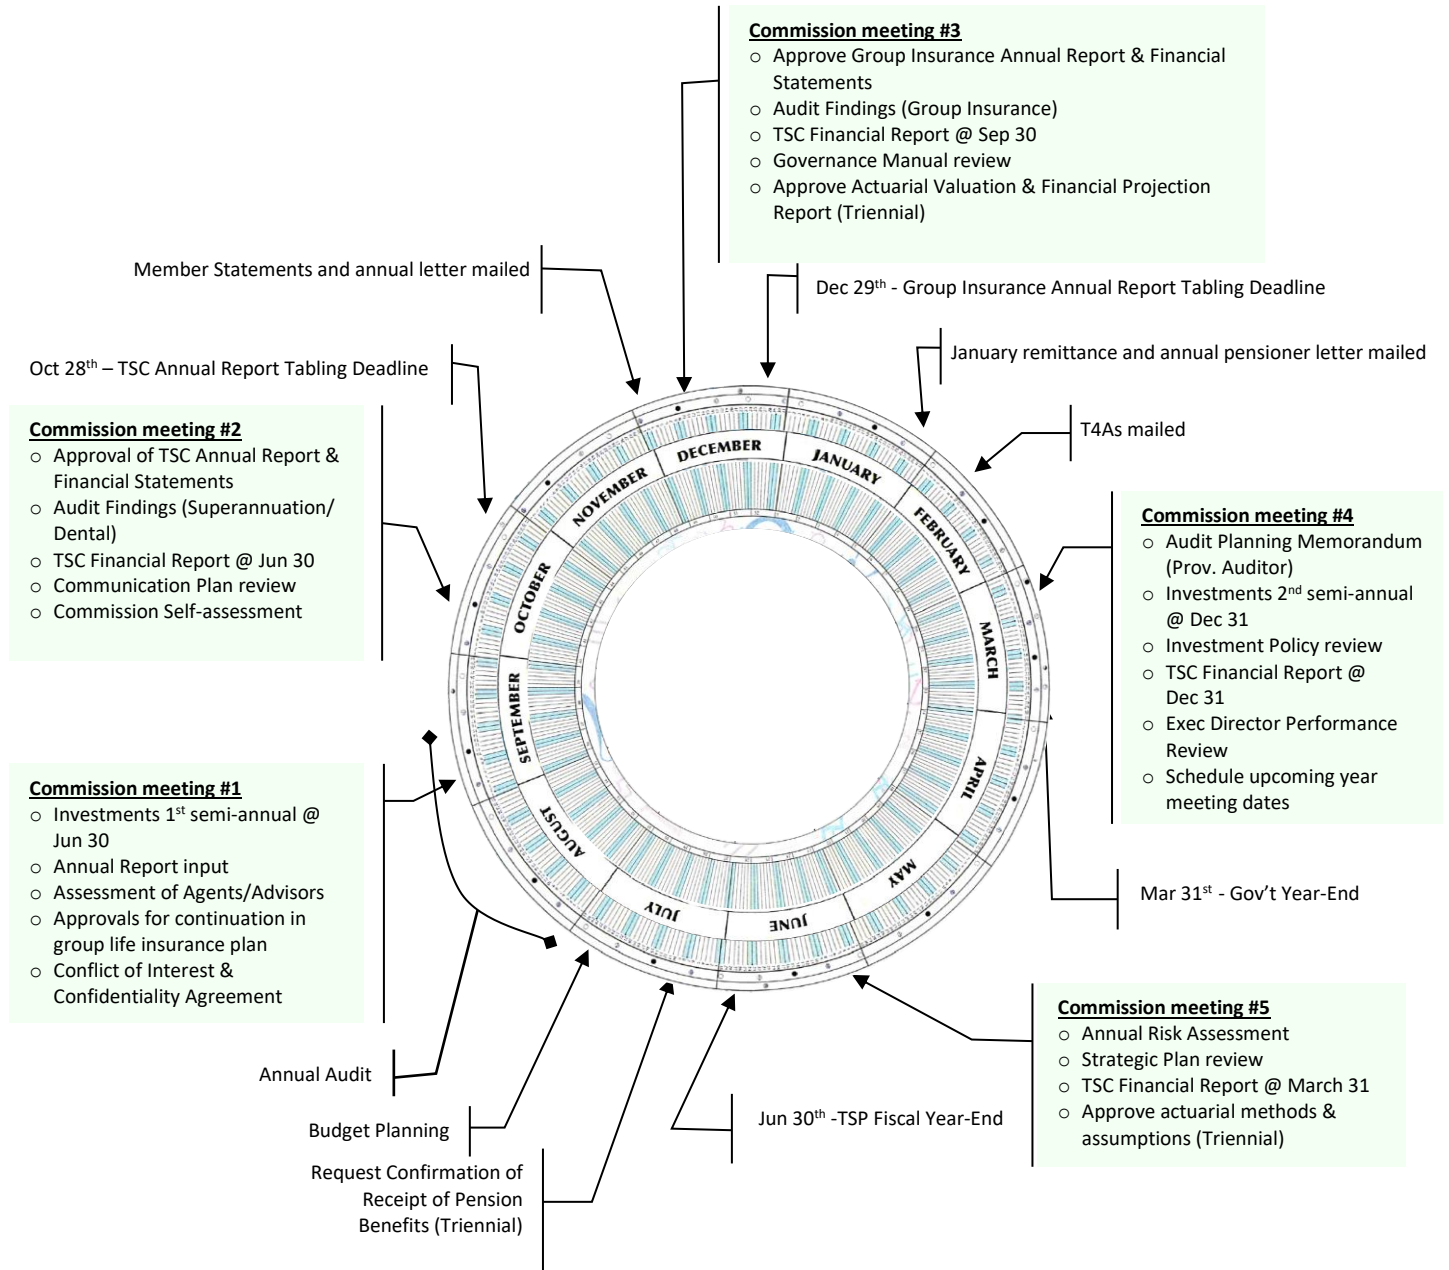 Commission meeting #3
o Approve Group Insurance Annual Report & Financial
Statements
o Audit Findings (Group Insurance)
o TSC Financial Report @ Sep 30
o Governance Manual review
o Approve Actuarial Valuation & Financial Projection
Report (Triennial)
Member Statements and annual letter mailed
Dec 29th - Group Insurance Annual Report Tabling Deadline
January remittance and annual pensioner letter mailed
Oct 28th – TSC Annual Report Tabling Deadline
T4As mailed
Commission meeting #2
o Approval of TSC Annual Report &
Financial Statements
o Audit Findings (Superannuation/
Dental)
o TSC Financial Report @ Jun 30
o Communication Plan review
o Commission Self-assessment
DECEMBER
JANUARY
FEBRUARY
MARCH
APRIL
MAY
JUNE
JULY
AUGUST
SEPTEMBER
OCTOBER
NOVEMBER
Commission meeting #4
o Audit Planning Memorandum
(Prov. Auditor)
o Investments 2nd semi-annual
@ Dec 31
o Investment Policy review
o TSC Financial Report @
Dec 31
o Exec Director Performance
Review
o Schedule upcoming year
meeting dates
Commission meeting #1
o Investments 1st semi-annual @
Jun 30
o Annual Report input
o Assessment of Agents/Advisors
o Approvals for continuation in
group life insurance plan
o Conflict of Interest &
Confidentiality Agreement
Mar 31st - Gov’t Year-End
Commission meeting #5
o Annual Risk Assessment
o Strategic Plan review
o TSC Financial Report @ March 31
o Approve actuarial methods &
assumptions (Triennial)
Annual Audit
Jun 30th -TSP Fiscal Year-End
Budget Planning
Request Confirmation of
Receipt of Pension
Benefits (Triennial)